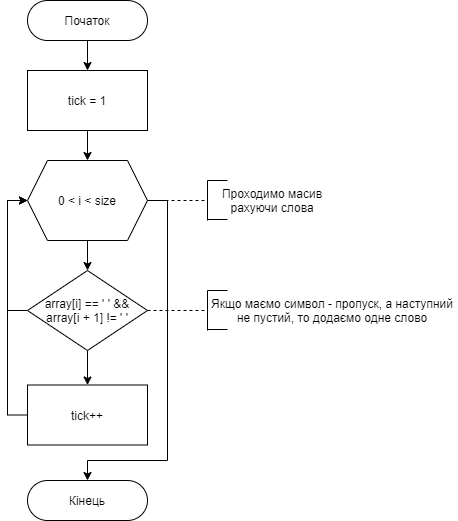 Початок
tick = 1
0 < i < size
Проходимо масив
рахуючи слова
array[i] == ' ' &&
array[i + 1] != ' '
Якщо маємо символ - пропуск, а наступний
не пустий, то додаємо одне слово
tick++
Кінець